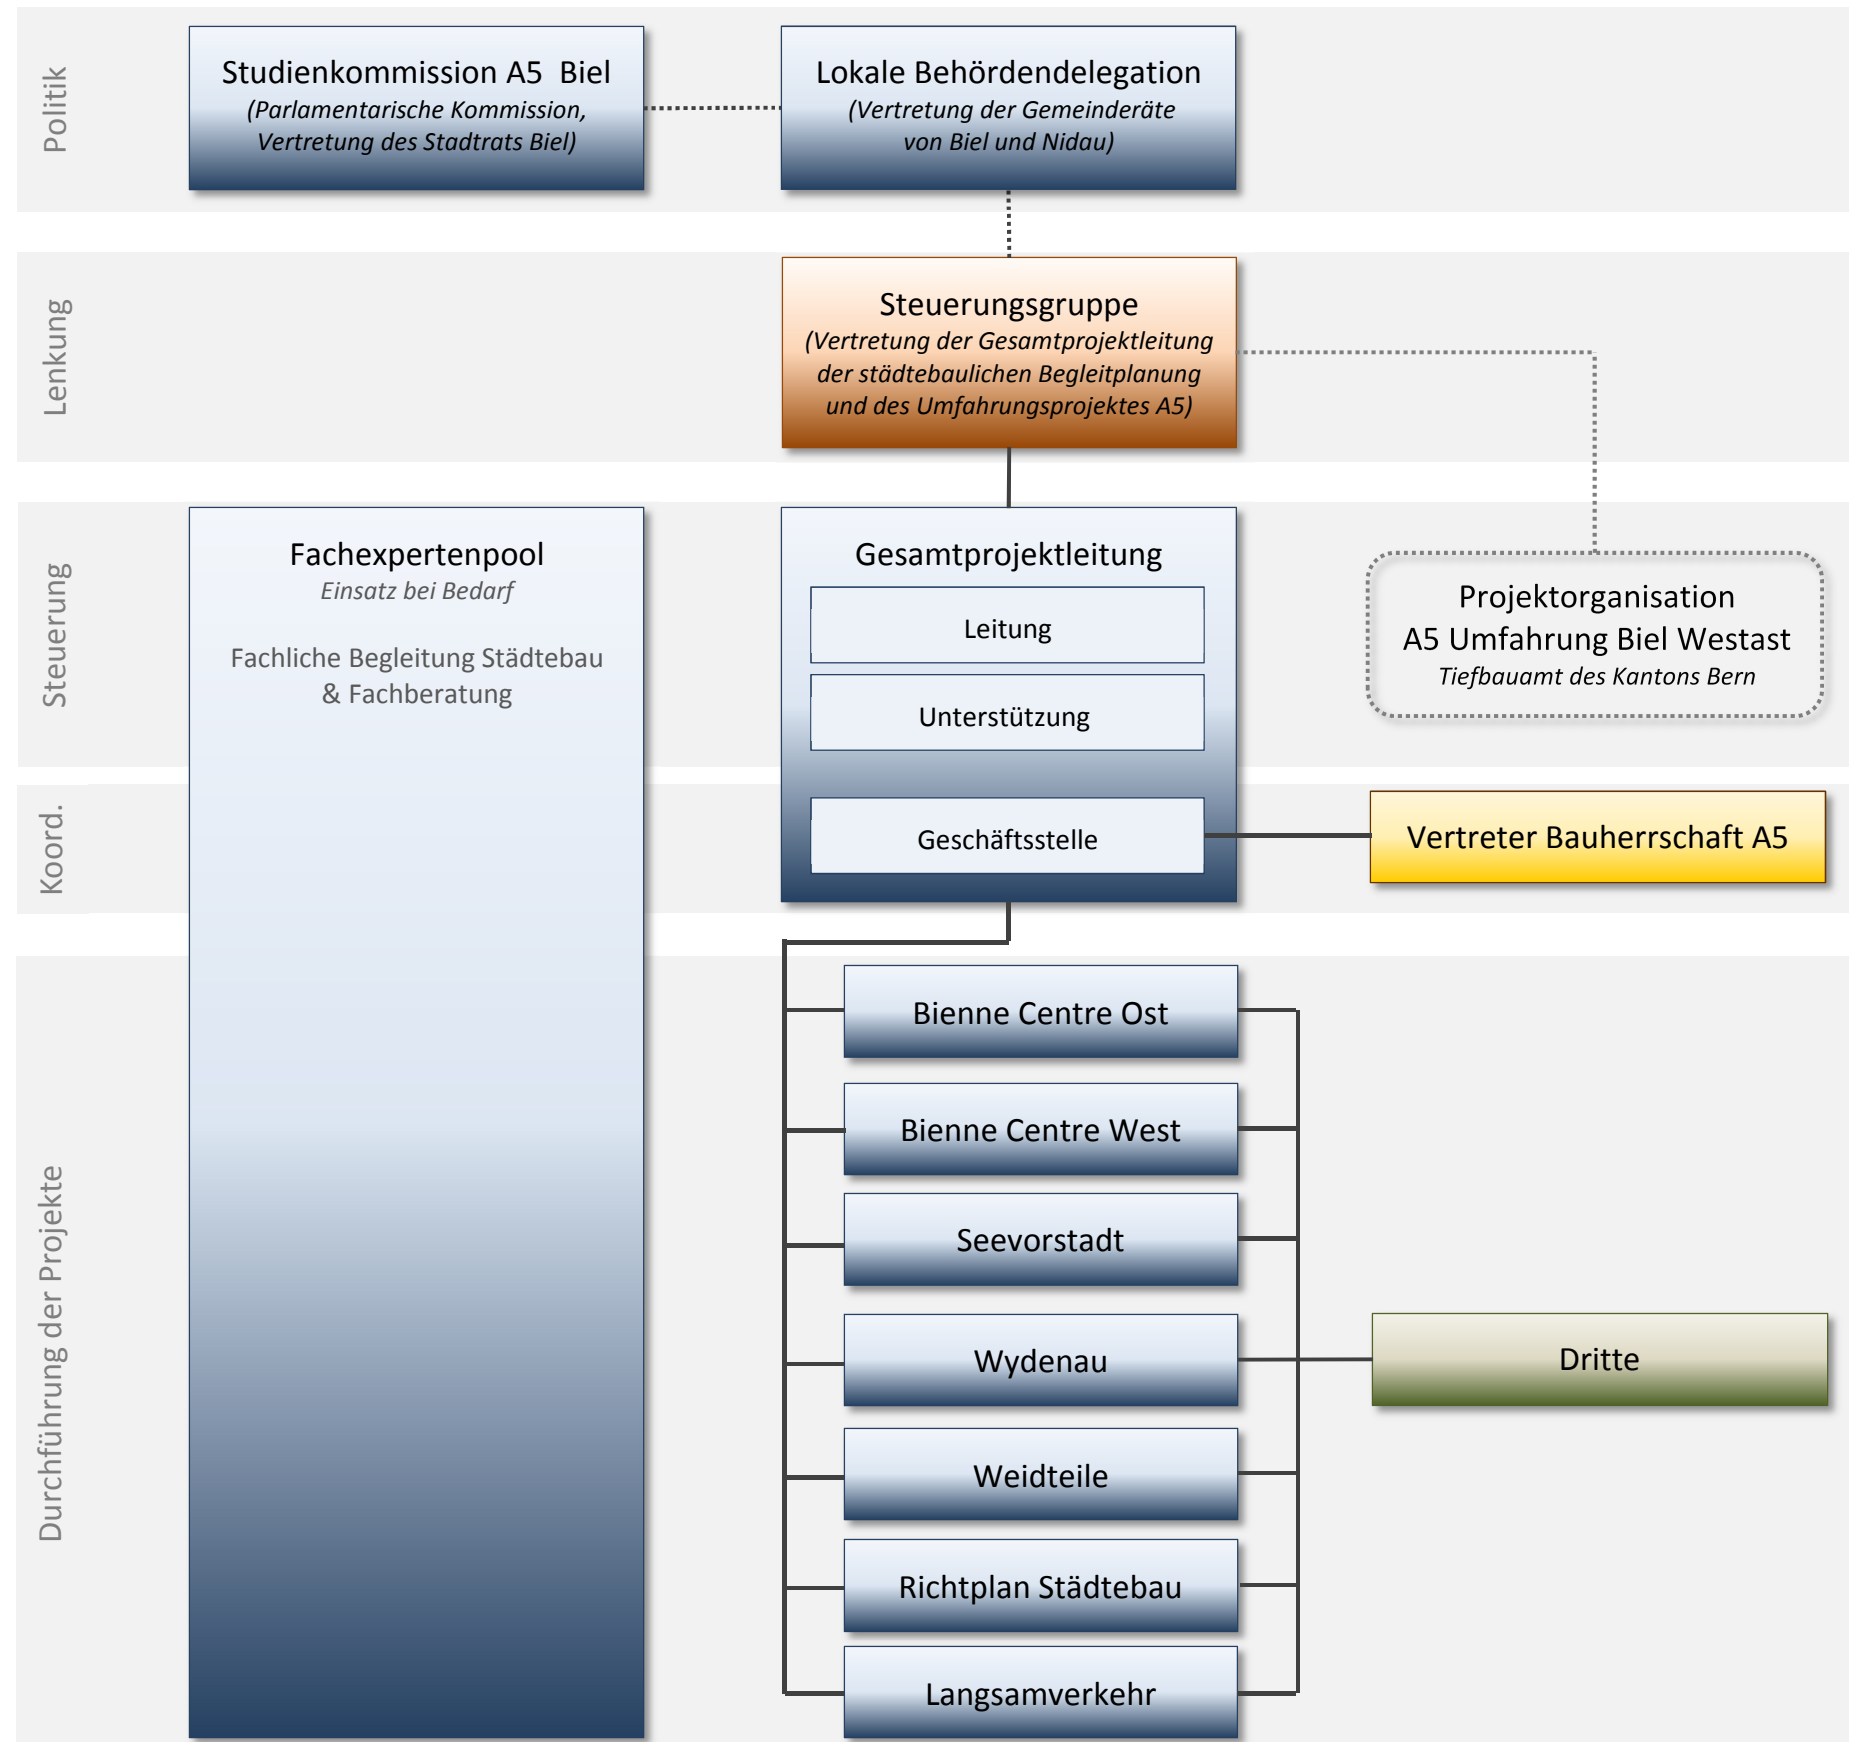 Politik
Studienkommission A5  Biel
(Parlamentarische Kommission,
Vertretung des Stadtrats Biel)
Lokale Behördendelegation
(Vertretung der Gemeinderäte
von Biel und Nidau)
Lenkung
Steuerungsgruppe
(Vertretung der Gesamtprojektleitung
der städtebaulichen Begleitplanung
und des Umfahrungsprojektes A5)
Steuerung
Fachexpertenpool
Einsatz bei Bedarf
Fachliche Begleitung Städtebau
& Fachberatung
Gesamtprojektleitung
Leitung
Unterstützung
Projektorganisation
A5 Umfahrung Biel Westast
Tiefbauamt des Kantons Bern
Koord.
Geschäftsstelle
Vertreter Bauherrschaft A5
Durchführung der Projekte
Bienne Centre Ost
Bienne Centre West
Seevorstadt
Wydenau
Dritte
Weidteile
Richtplan Städtebau
Langsamverkehr